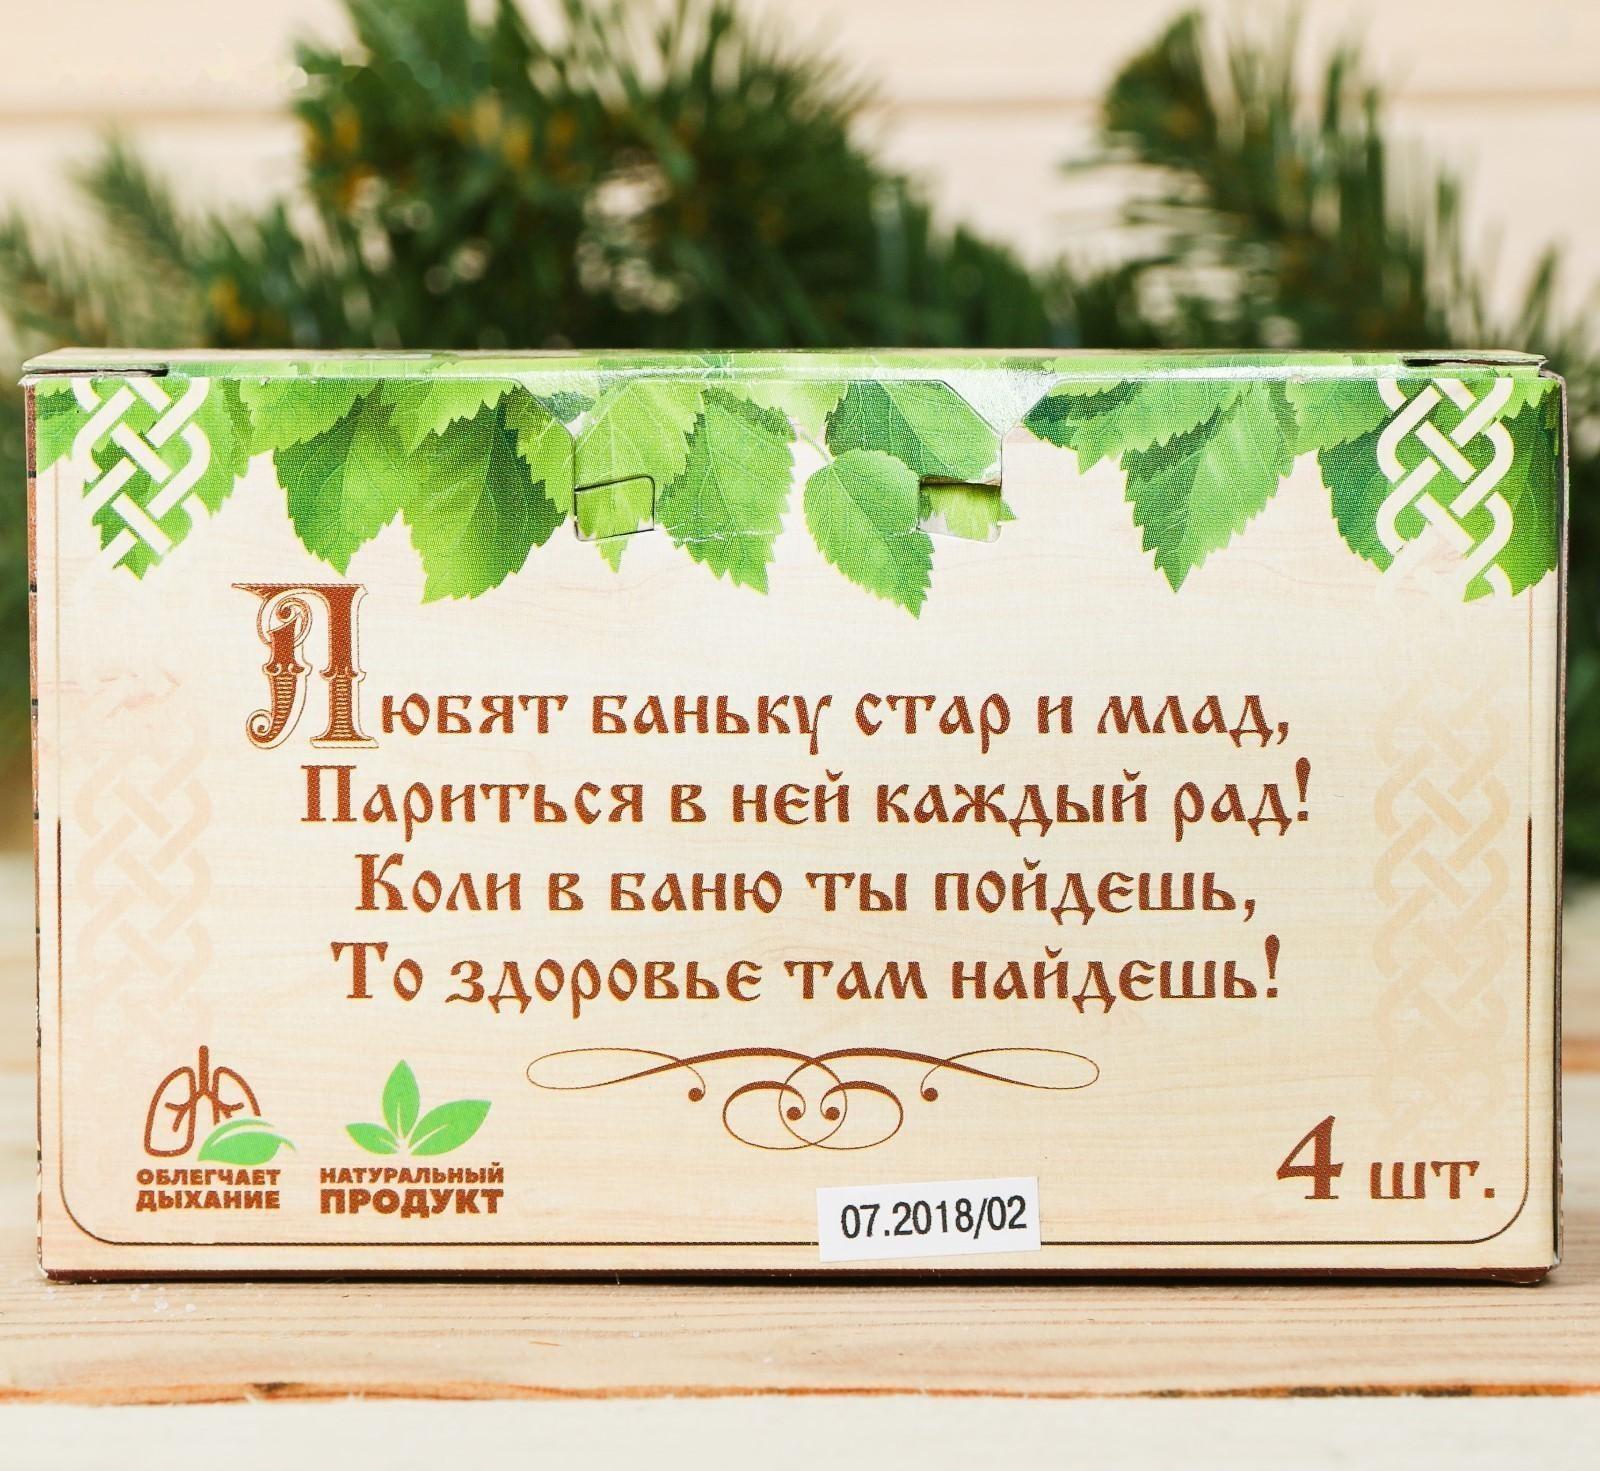 Любят баньку стар и млад,
Париться в ней каждый рад!
Коли в баню ты пойдешь,
То здоровье там найдешь!
ОБЛЕГЧАЕТ
ДЫХАНИЕ
НАТУРАЛЬНЫЙ
ПРОДУКТ
4 шт.
07.2018/02